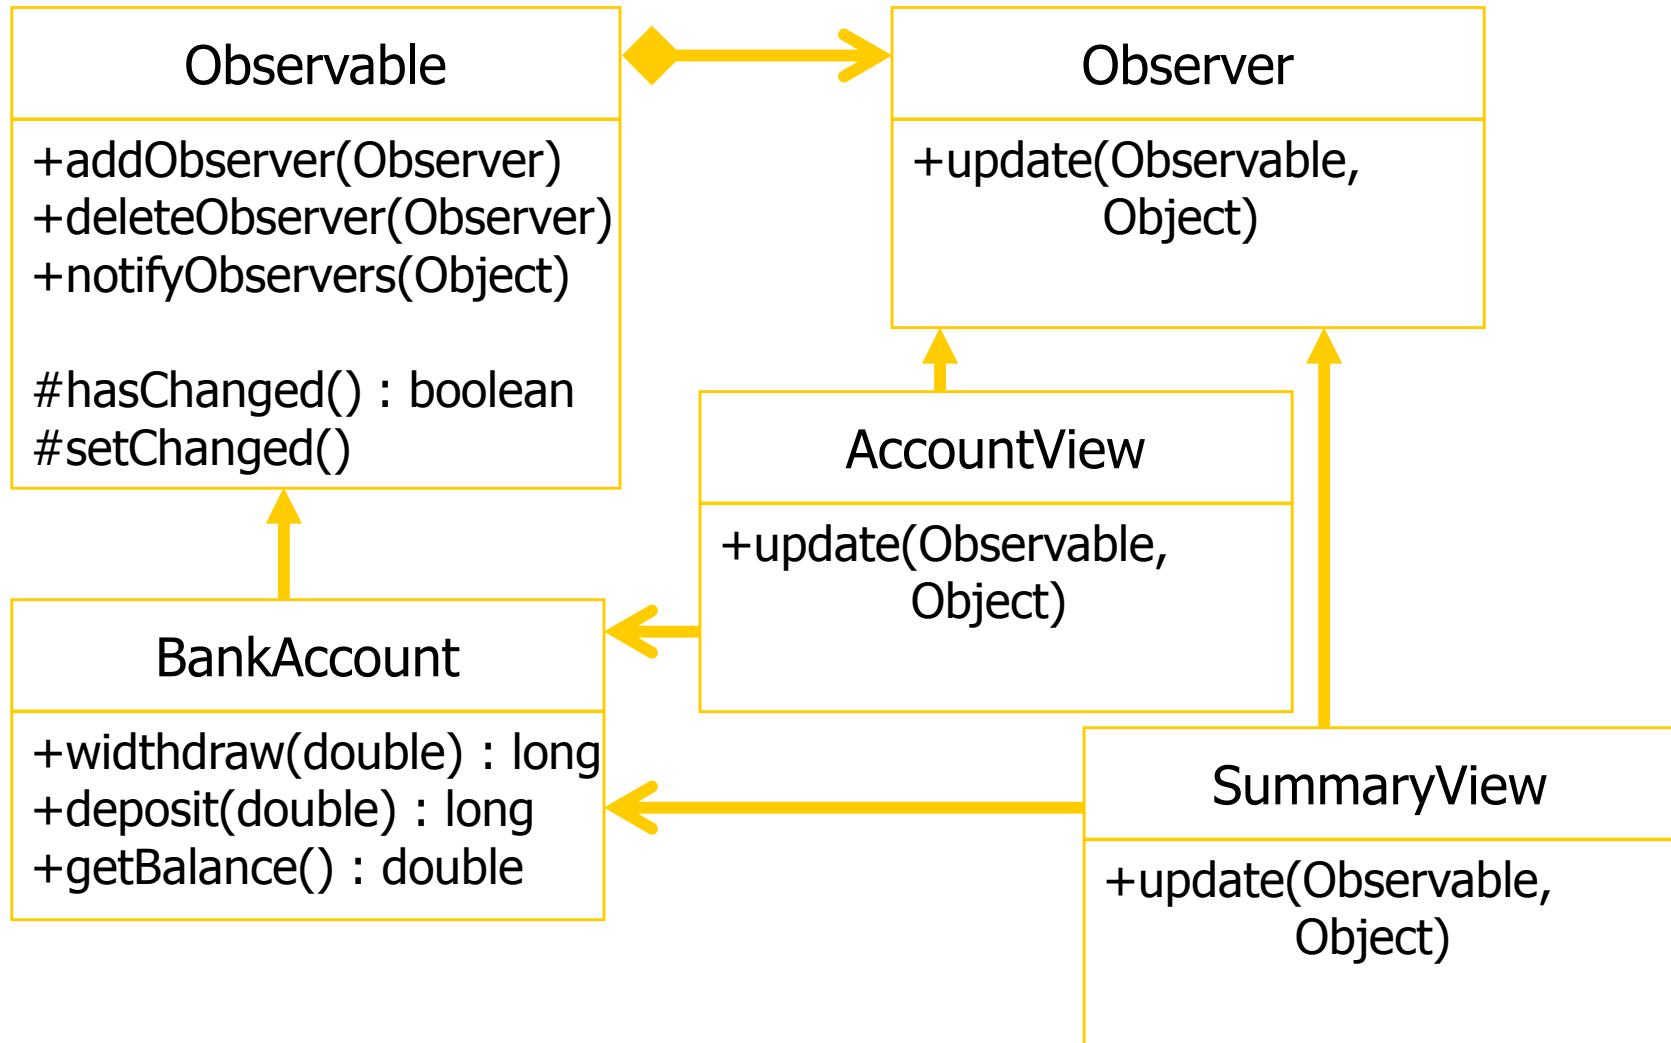 Observable
+addObserver(Observer)
+deleteObserver(Observer)
+notifyObservers(Object)
#hasChanged() : boolean
#setChanged()
Observer
+update(Observable,
Object)
AccountView
+update(Observable,
Object)
BankAccount
+widthdraw(double) : long
+deposit(double) : long
+getBalance() : double
SummaryView
+update(Observable,
Object)